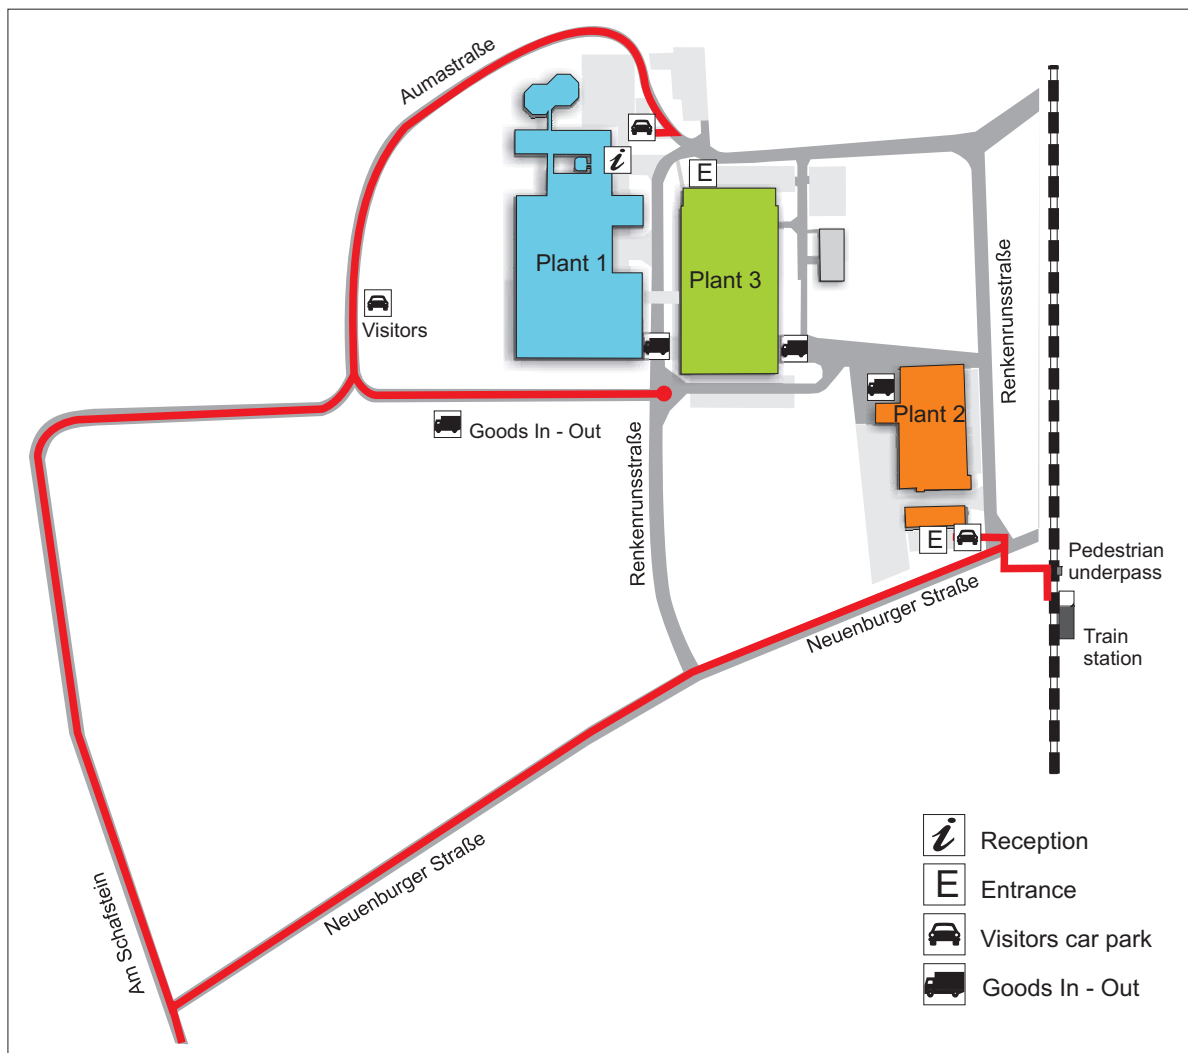 Aumastraße
i
E
Plant 1
Plant 3
Renkenrunsstraße
Visitors
Plant 2
Goods In - Out
Renkenrunsstraße
E
Pedestrian
underpass
Neuenburger Straße
Train
station
Neuenburger Straße
Am Schafstein
i Reception
E Entrance
Visitors car park
Goods In - Out